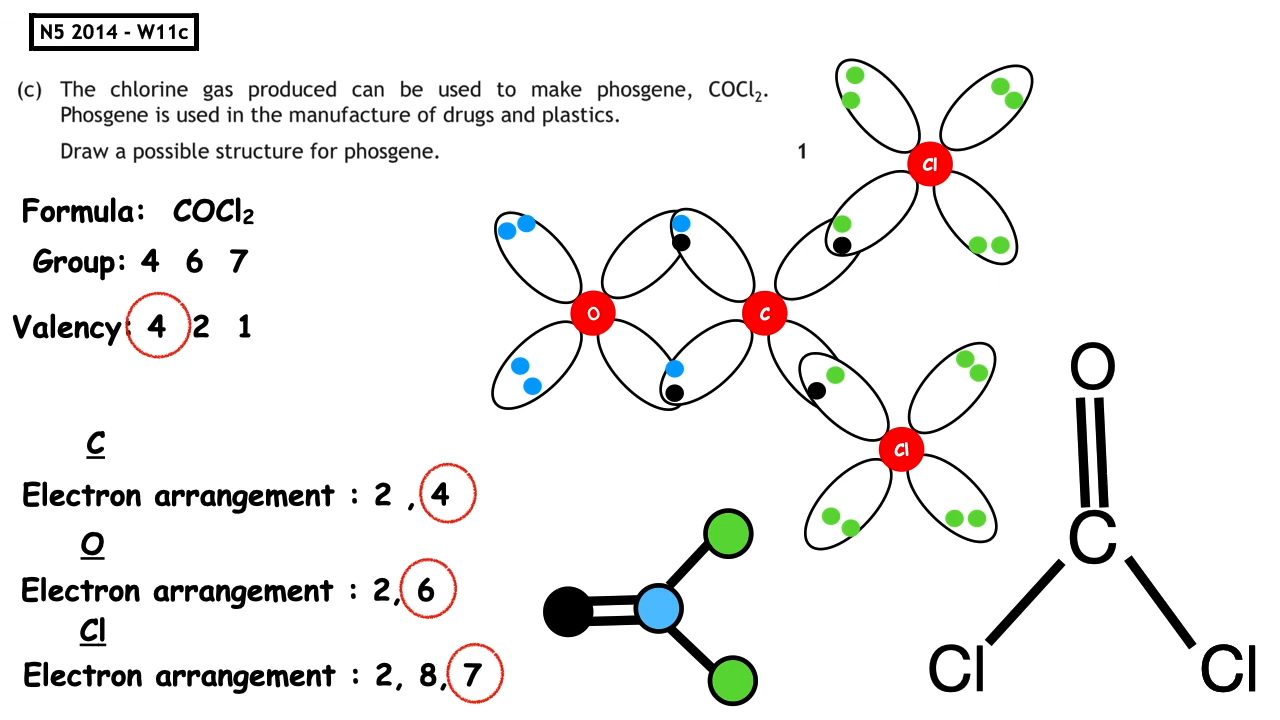 N5 2014 - W11c
(c) The chlorine gas produced can be used to make phosgene, COCl₂.
Phosgene is used in the manufacture of drugs and plastics.
Draw a possible structure for phosgene. 1
Formula: COCl₂
Group: 4 6 7
Valency: 4 2 1
C
Electron arrangement : 2 , 4
O
Electron arrangement : 2, 6
Cl
Electron arrangement : 2, 8, 7
Cl
O C
Cl
O
C
Cl Cl